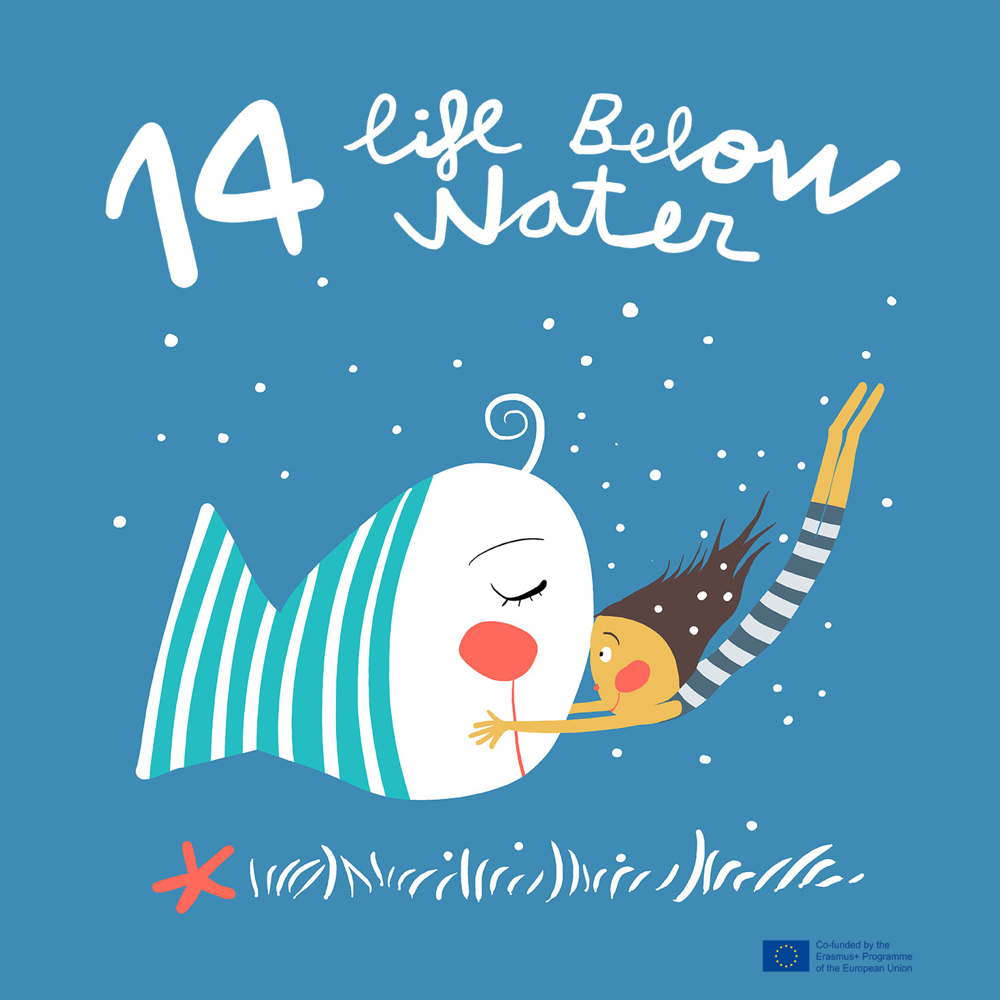 14 life Below
Water
Co-funded by the
Erasmus+ Programme
of the European Union